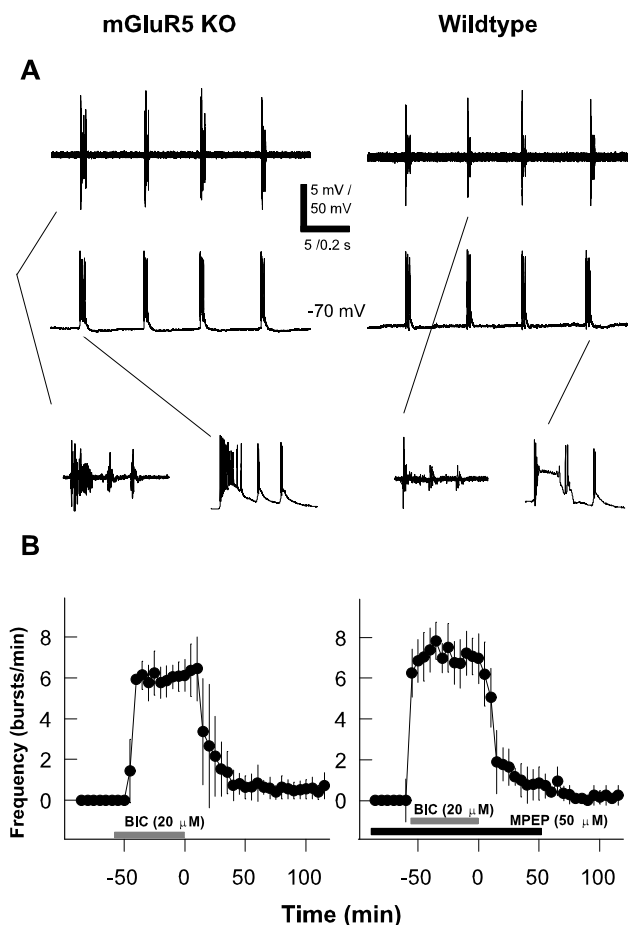 mGluR5 KO
Wildtype
A
5 mV /
50 mV
5 /0.2 s
-70 mV
B
Frequency (bursts/min)
8
6
4
2
0
BIC (20 μM)
-50
0
50
100
8
6
4
2
0
BIC (20 μM)
MPEP (50 μM)
-50
0
50
100
Time (min)